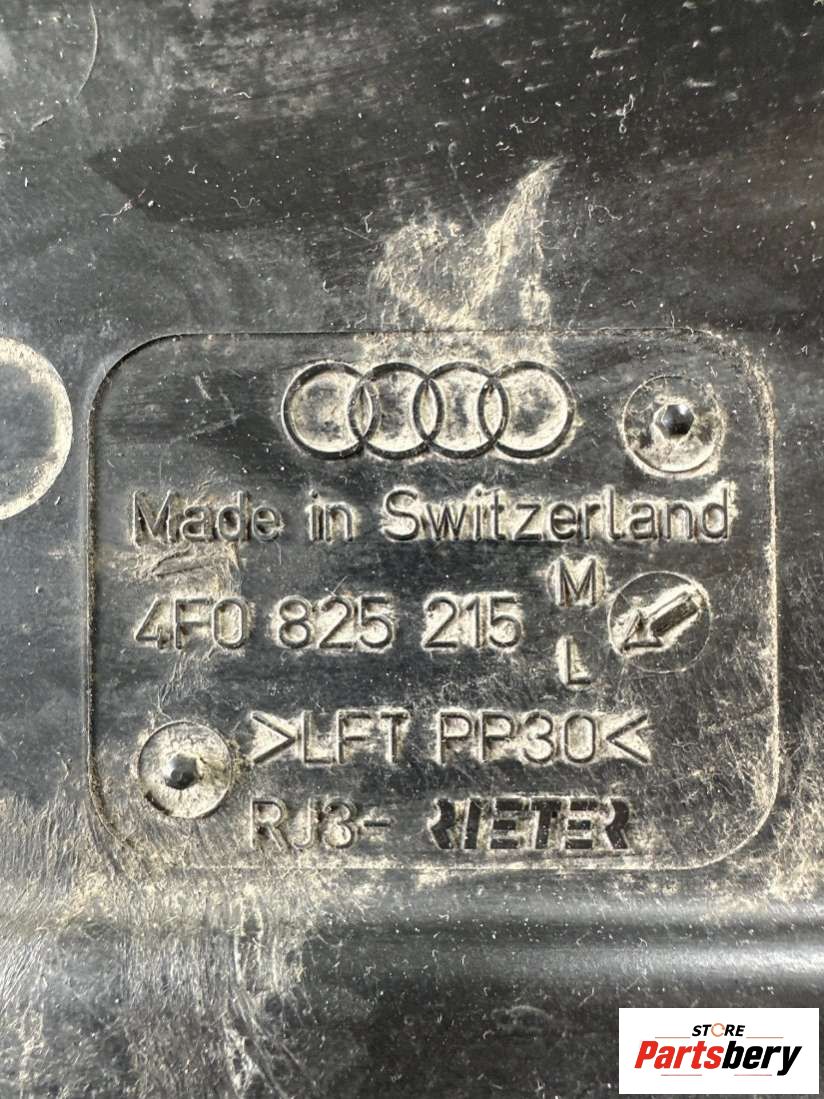 Made in Switzerland
4F0 825 215 M
L
>LFT PP30<
RJ3- RIETER
STORE
Partsbery